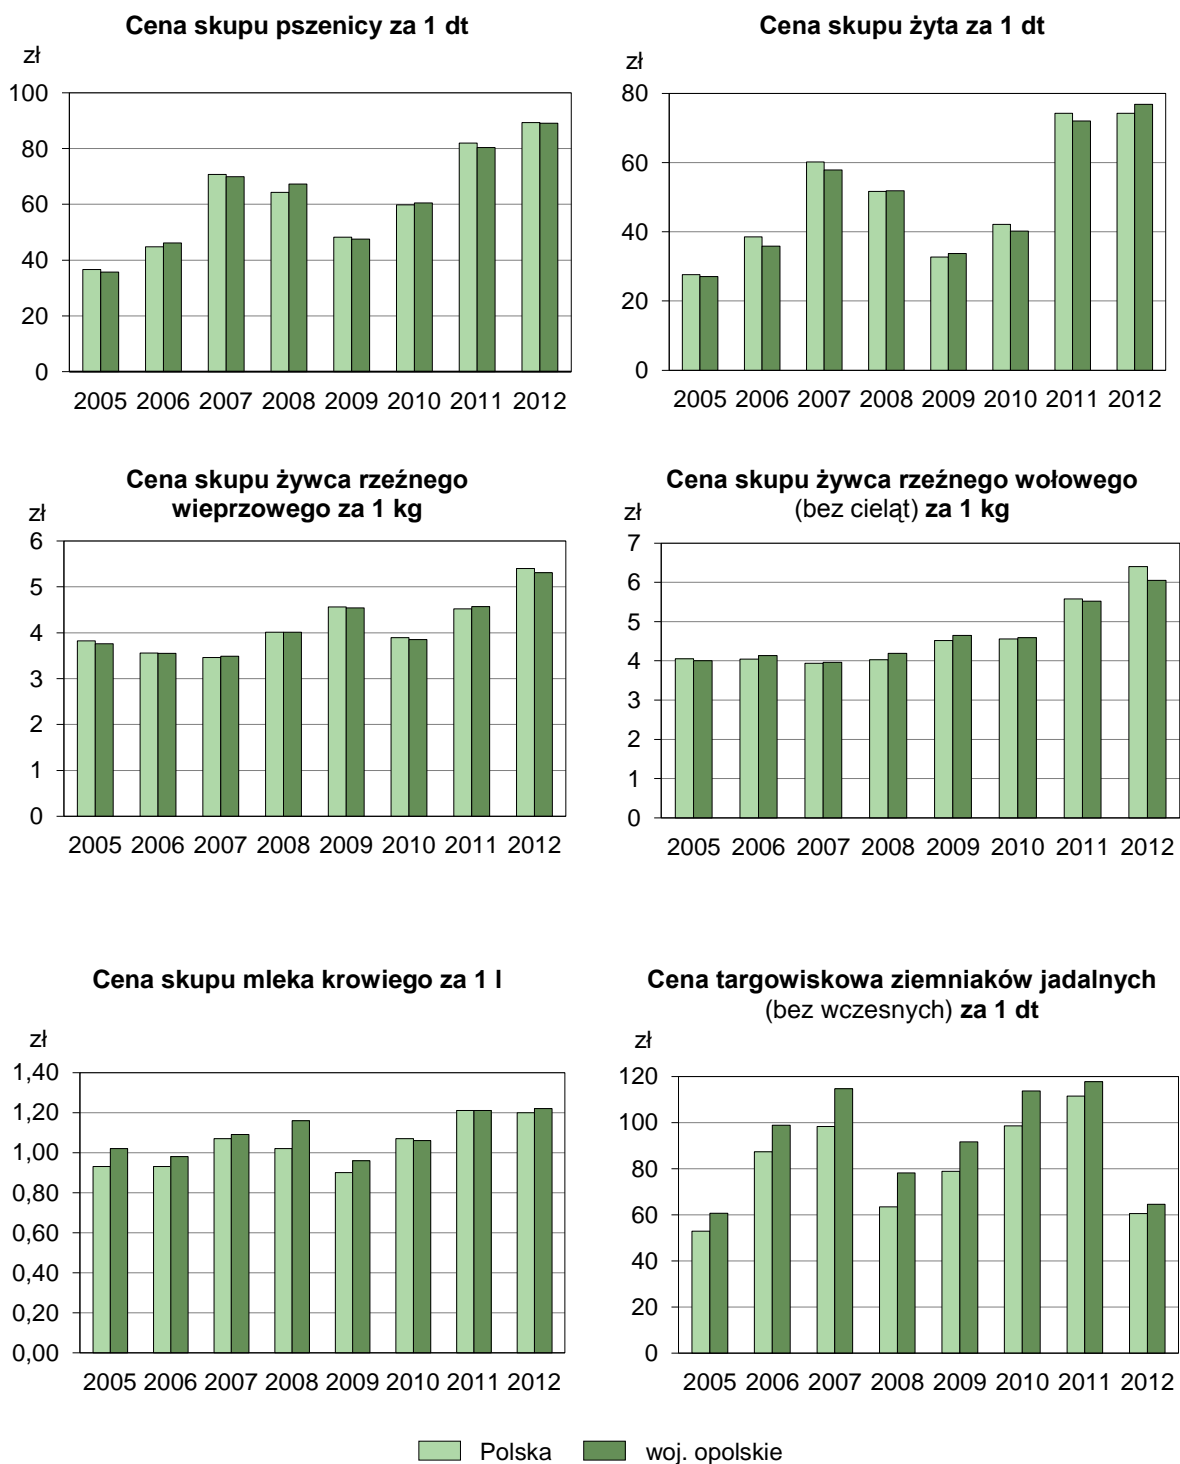 Cena skupu pszenicy za 1 dt
zł
100
80
60
40
20
0
2005 2006 2007 2008 2009 2010 2011 2012
Cena skupu żyta za 1 dt
zł
80
60
40
20
0
2005 2006 2007 2008 2009 2010 2011 2012
Cena skupu żywca rzeźnego
wieprzowego za 1 kg
zł
6
5
4
3
2
1
0
2005 2006 2007 2008 2009 2010 2011 2012
Cena skupu żywca rzeźnego wołowego
(bez cieląt) za 1 kg
zł
7
6
5
4
3
2
1
0
2005 2006 2007 2008 2009 2010 2011 2012
Cena skupu mleka krowiego za 1 l
zł
1,40
1,20
1,00
0,80
0,60
0,40
0,20
0,00
2005 2006 2007 2008 2009 2010 2011 2012
Cena targowiskowa ziemniaków jadalnych
(bez wczesnych) za 1 dt
zł
120
100
80
60
40
20
0
2005 2006 2007 2008 2009 2010 2011 2012
Polska woj. opolskie